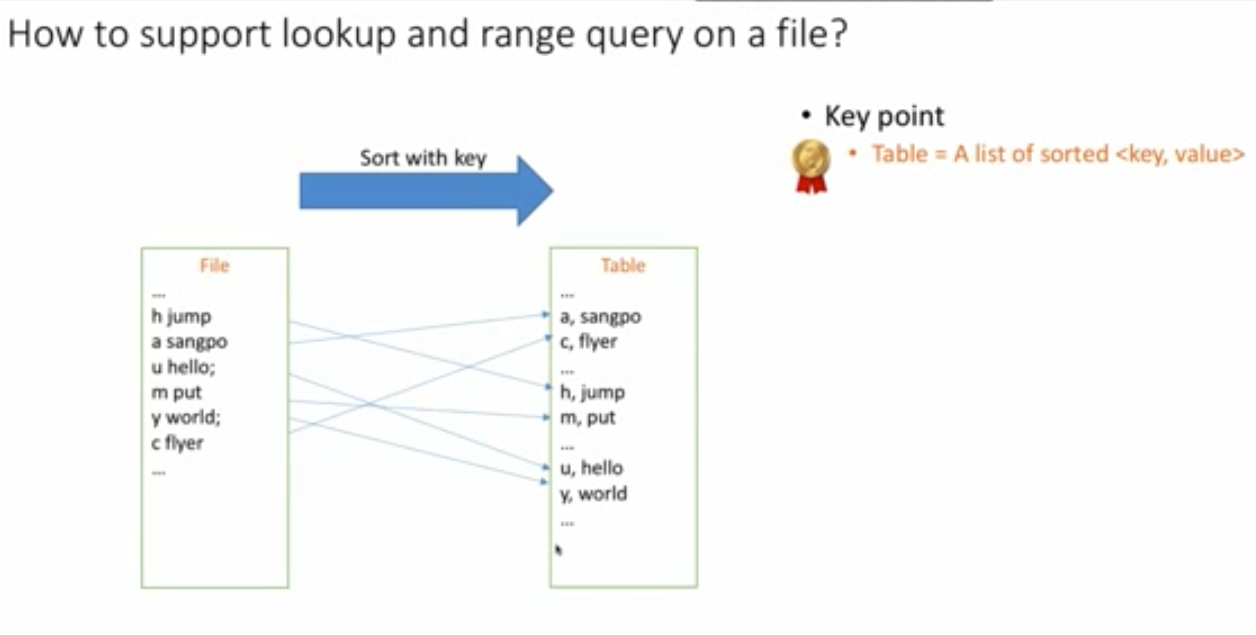 How to support lookup and range query on a file?
• Key point
• Table = A list of sorted <key, value>
Sort with key
File
...
h jump
a sangpo
u hello;
m put
y world;
c flyer
...
Table
...
a, sangpo
c, flyer
...
h, jump
m, put
...
u, hello
y, world
...